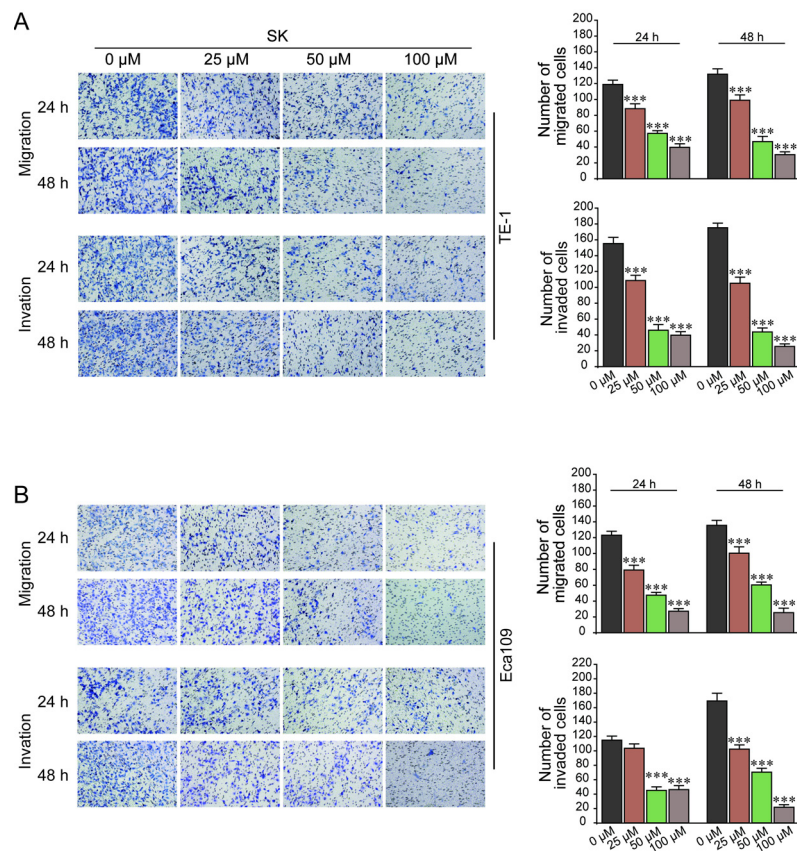 A
SK
0 µM 25 µM 50 µM 100 µM
Migration
24 h
48 h
Invation
24 h
48 h
TE-1
24 h 48 h
Number of
migrated cells
200
180
160
140
120
100
80
60
40
20
0
*** *** *** *** *** ***
Number of
invaded cells
200
180
160
140
120
100
80
60
40
20
0
*** *** *** *** *** ***
0 µM 25 µM 50 µM 100 µM 0 µM 25 µM 50 µM 100 µM
B
Migration
24 h
48 h
Invation
24 h
48 h
Eca109
24 h 48 h
Number of
migrated cells
200
180
160
140
120
100
80
60
40
20
0
*** *** *** *** *** ***
Number of
invaded cells
220
200
180
160
140
120
100
80
60
40
20
0
*** *** *** *** ***
0 µM 25 µM 50 µM 100 µM 0 µM 25 µM 50 µM 100 µM